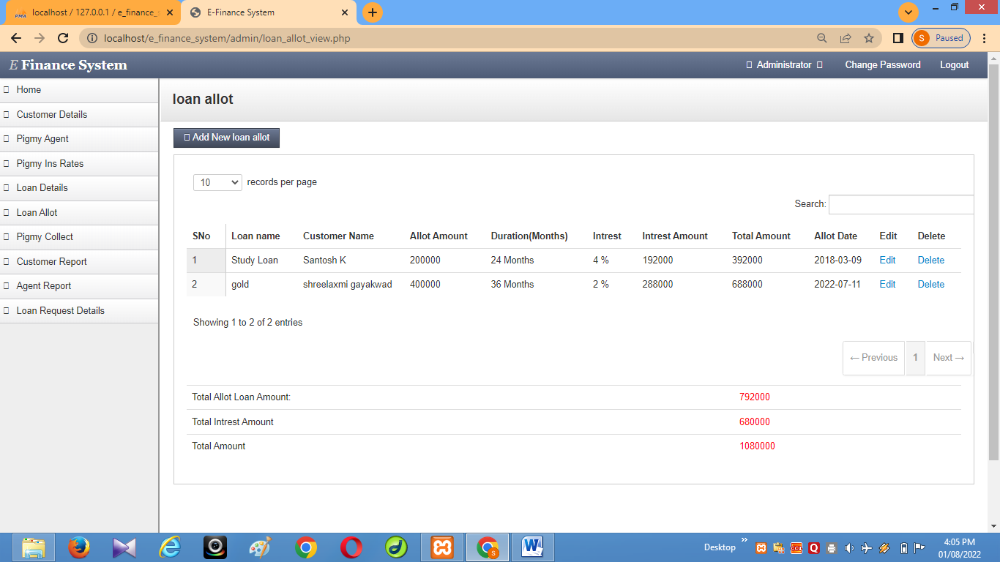 localhost / 127.0.0.1 / e_finance_s
E-Finance System
localhost/e_finance_system/admin/loan_allot_view.php
S Paused
E Finance System
Administrator
Change Password
Logout
Home
Customer Details
Pigmy Agent
Pigmy Ins Rates
Loan Details
Loan Allot
Pigmy Collect
Customer Report
Agent Report
Loan Request Details
loan allot
Add New loan allot
10 records per page
Search:
SNo Loan name Customer Name Allot Amount Duration(Months) Intrest Intrest Amount Total Amount Allot Date Edit Delete
1 Study Loan Santosh K 200000 24 Months 4 % 192000 392000 2018-03-09 Edit Delete
2 gold shreelaxmi gayakwad 400000 36 Months 2 % 288000 688000 2022-07-11 Edit Delete
Showing 1 to 2 of 2 entries
← Previous 1 Next →
Total Allot Loan Amount: 792000
Total Intrest Amount 680000
Total Amount 1080000
Desktop
4:05 PM
01/08/2022